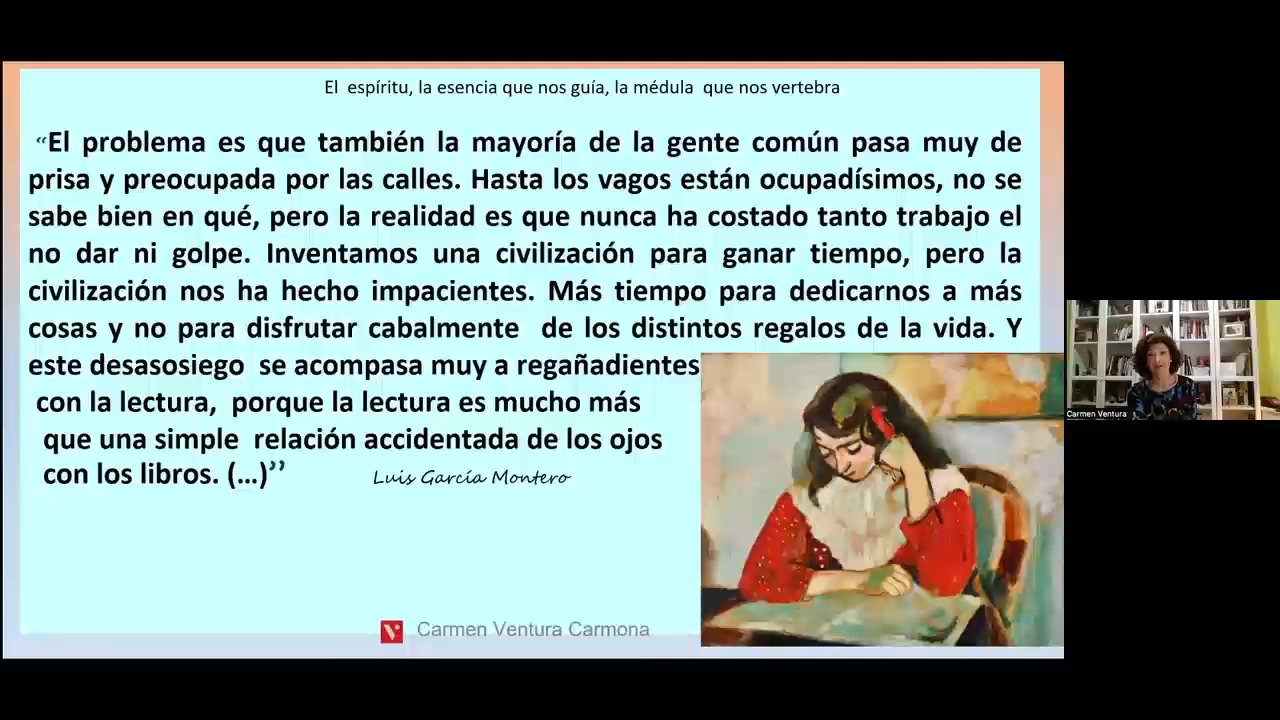 El espíritu, la esencia que nos guía, la médula que nos vertebra
“El problema es que también la mayoría de la gente común pasa muy de
prisa y preocupada por las calles. Hasta los vagos están ocupadísimos, no se
sabe bien en qué, pero la realidad es que nunca ha costado tanto trabajo el
no dar ni golpe. Inventamos una civilización para ganar tiempo, pero la
civilización nos ha hecho impacientes. Más tiempo para dedicarnos a más
cosas y no para disfrutar cabalmente de los distintos regalos de la vida. Y
este desasosiego se acompasa muy a regañadientes
con la lectura, porque la lectura es mucho más
que una simple relación accidentada de los ojos
con los libros. (…)”
Luis García Montero
Carmen Ventura Carmona
Carmen Ventura